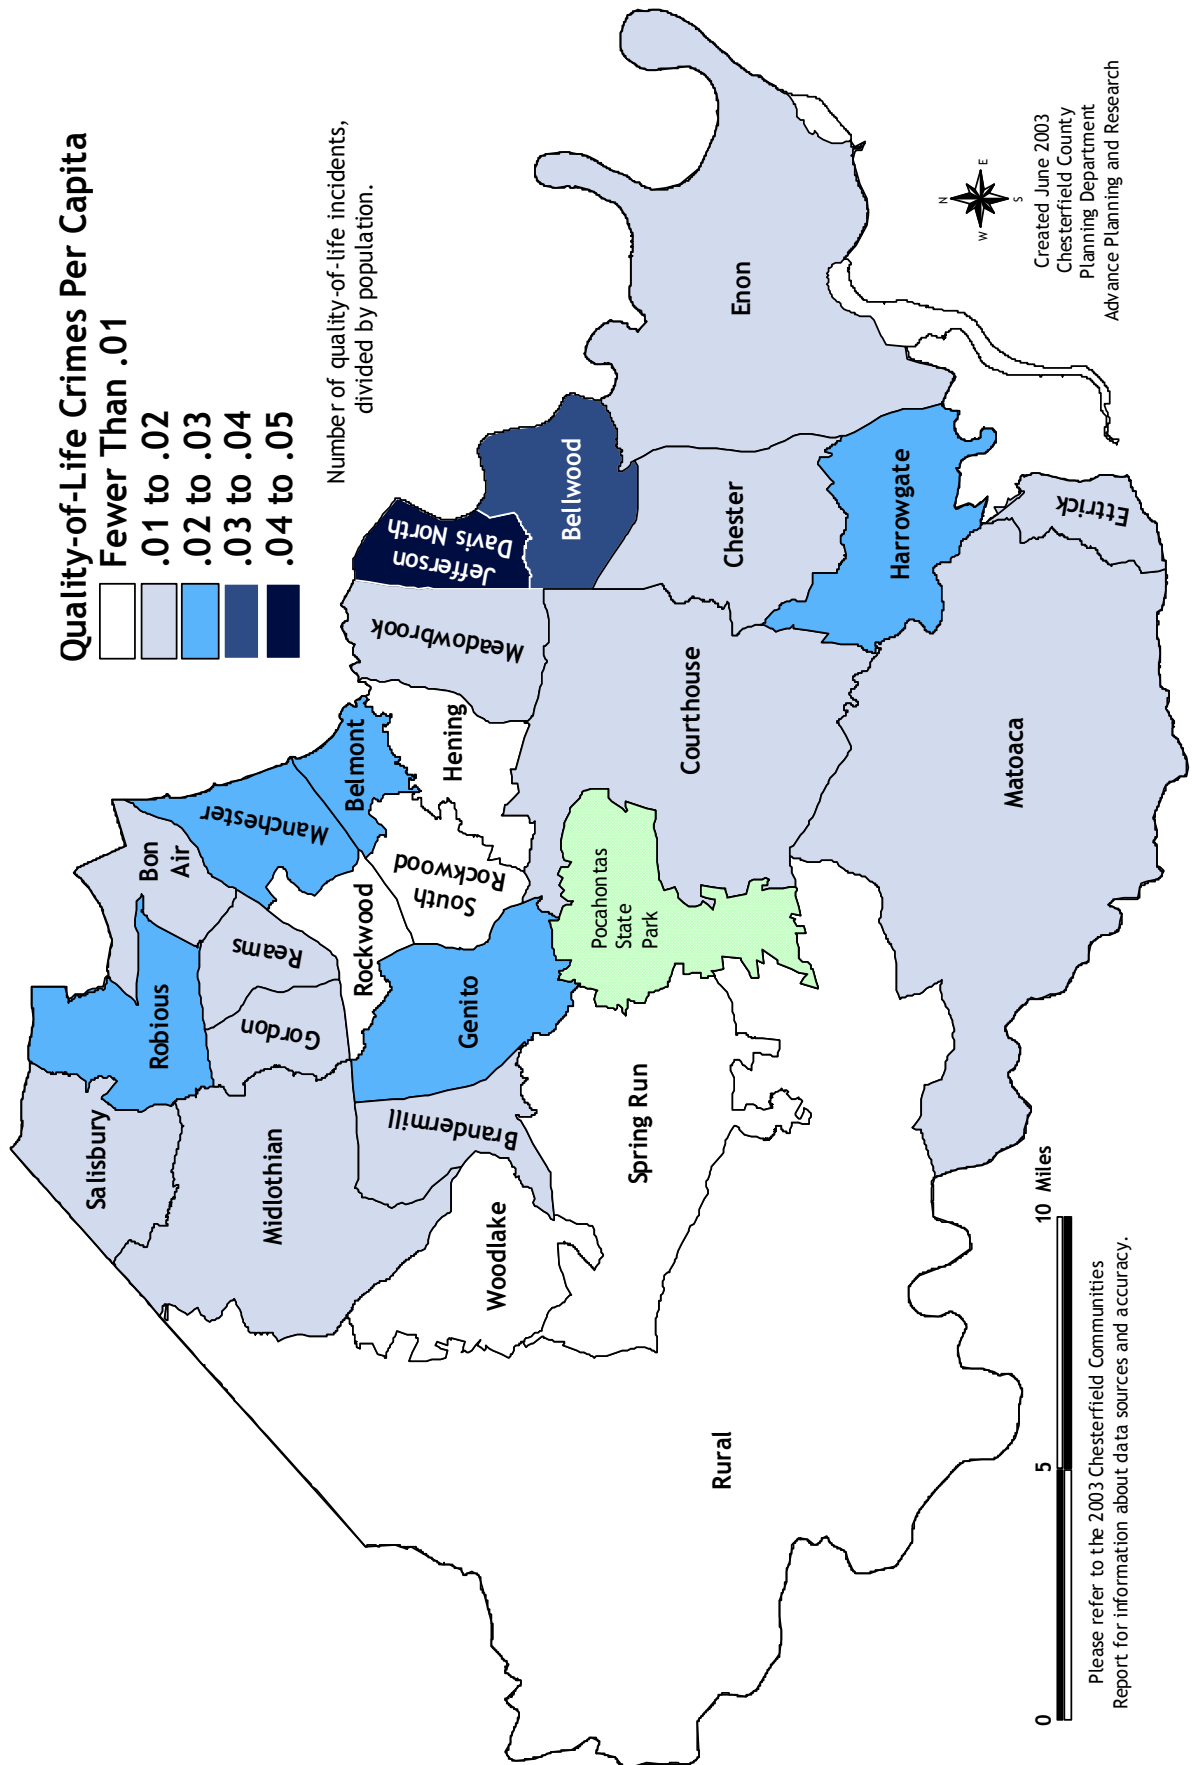 Quality-of-Life Crimes Per Capita
Fewer Than .01
.01 to .02
.02 to .03
.03 to .04
.04 to .05
Number of quality-of-life incidents,
divided by population.
Salisbury
Robious
Bon
Air
Midlothian
Gordon
Reams
Manchester
Belmont
Rockwood
South
Rockwood
Hening
Meadowbrook
Jefferson
Davis North
Bellwood
Brandermill
Genito
Woodlake
Spring Run
Pocahontas
State
Park
Courthouse
Chester
Enon
Harrowgate
Ettrick
Matoaca
Rural
N
W
E
S
Created June 2003
Chesterfield County
Planning Department
Advance Planning and Research
0
5
10 Miles
Please refer to the 2003 Chesterfield Communities
Report for information about data sources and accuracy.